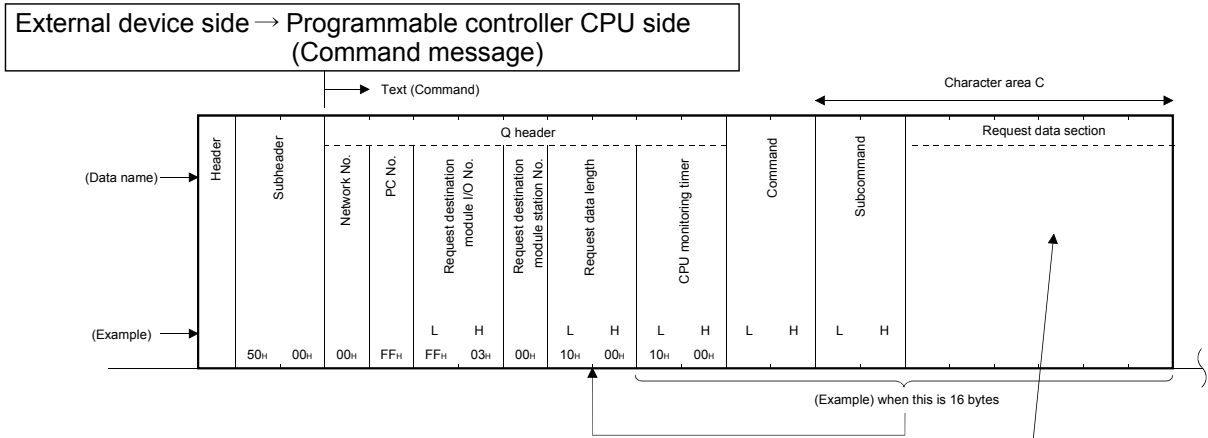 External device side → Programmable controller CPU side
(Command message)
Text (Command)
Character area C
(Data name)
Header
Subheader
Q header
Network No.
PC No.
Request destination
module I/O No.
Request destination
module station No.
Request data length
CPU monitoring timer
Command
Subcommand
Request data section
(Example)
L H L H L H L H L H
50H 00H 00H FFH FFH 03H 00H 10H 00H 10H 00H
(Example) when this is 16 bytes